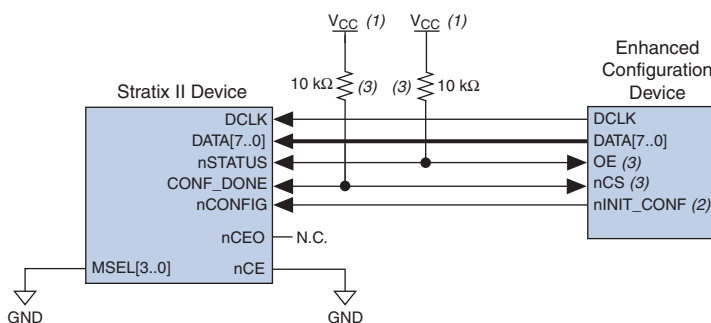 VCC (1) VCC (1)
Enhanced
Configuration
Device
10 kΩ (3) (3) 10 kΩ
Stratix II Device
DCLK DCLK
DATA[7..0] DATA[7..0]
nSTATUS OE (3)
CONF_DONE nCS (3)
nCONFIG nINIT_CONF (2)
nCEO N.C.
MSEL[3..0] nCE
GND GND